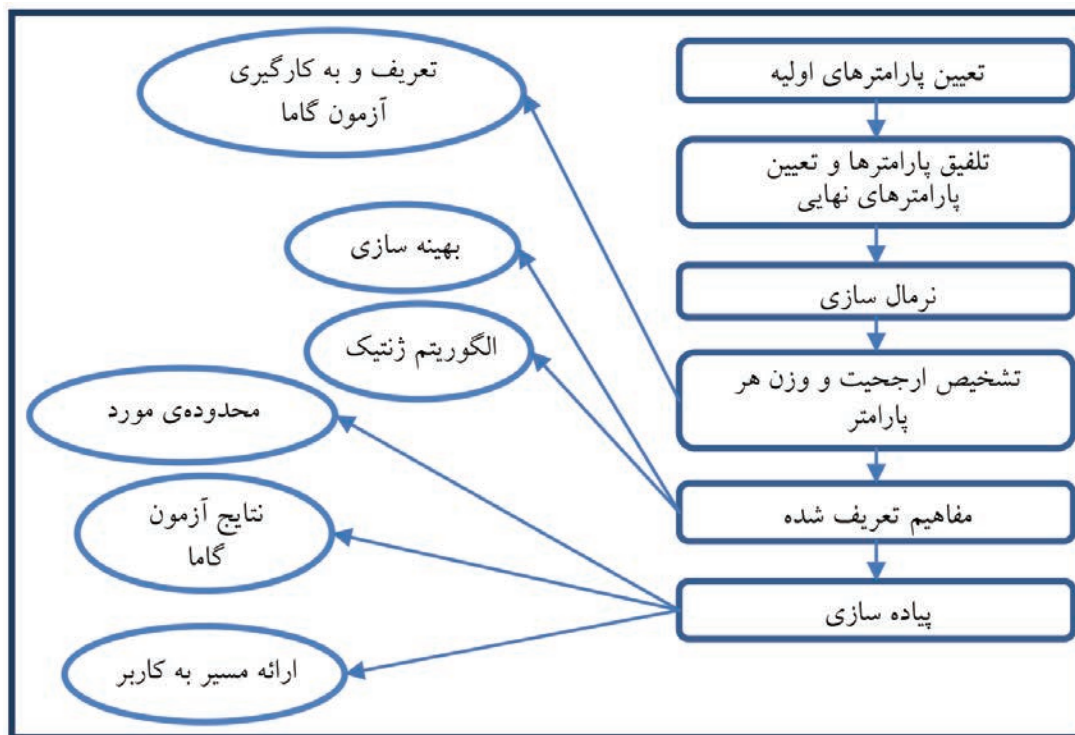 تعیین پارامترهای اولیه
تلفیق پارامترها و تعیین
پارامترهای نهایی
نرمال سازی
تشخیص ارجحیت و وزن هر
پارامتر
مفاهیم تعریف شده
پیاده سازی
تعریف و به کارگیری
آزمون گاما
بهینه سازی
الگوریتم ژنتیک
محدوده‌ی مورد
نتایج آزمون
گاما
ارائه مسیر به کاربر